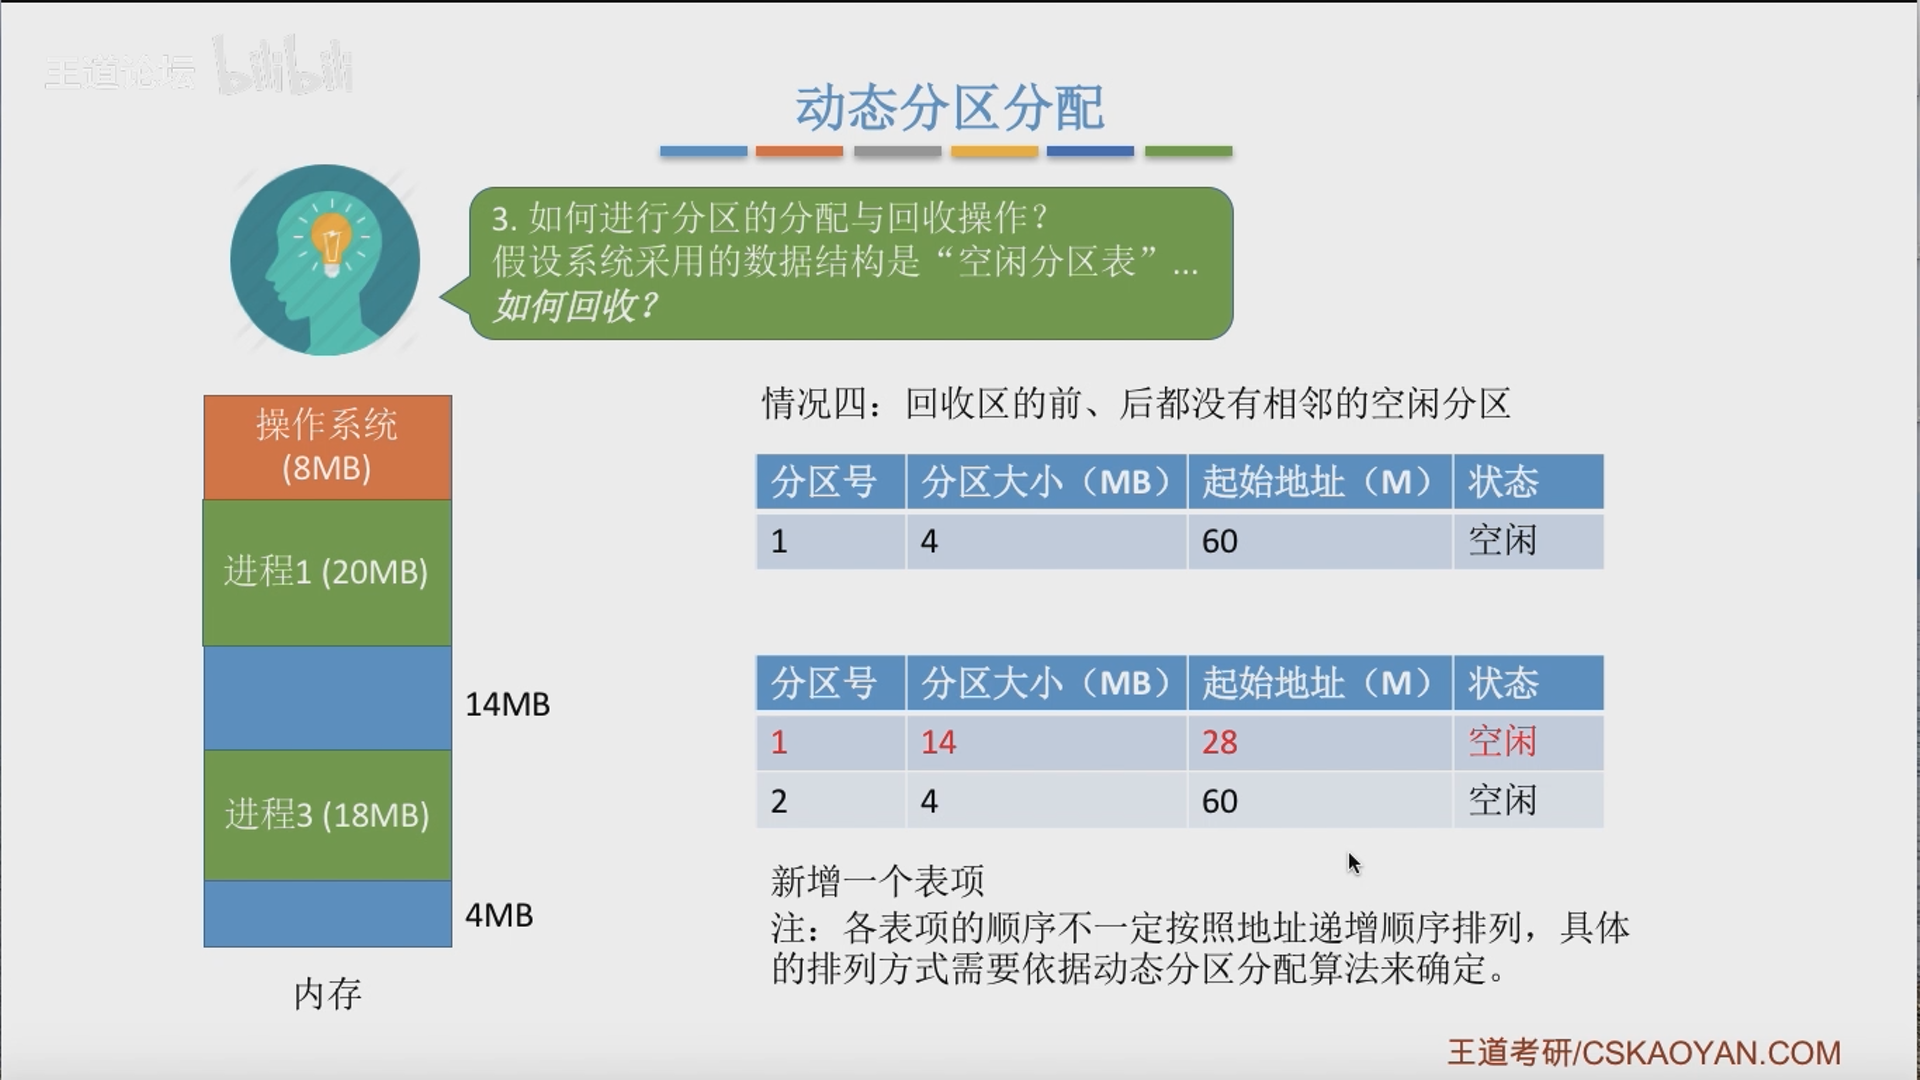 王道论坛 bilibili
动态分区分配
3. 如何进行分区的分配与回收操作？
假设系统采用的数据结构是“空闲分区表”...
如何回收？
操作系统
(8MB)
进程1 (20MB)
14MB
进程3 (18MB)
4MB
内存
情况四：回收区的前、后都没有相邻的空闲分区
分区号 分区大小（MB） 起始地址（M） 状态
1 4 60 空闲
分区号 分区大小（MB） 起始地址（M） 状态
1 14 28 空闲
2 4 60 空闲
新增一个表项
注：各表项的顺序不一定按照地址递增顺序排列，具体
的排列方式需要依据动态分区分配算法来确定。
王道考研/CSKAOYAN.COM